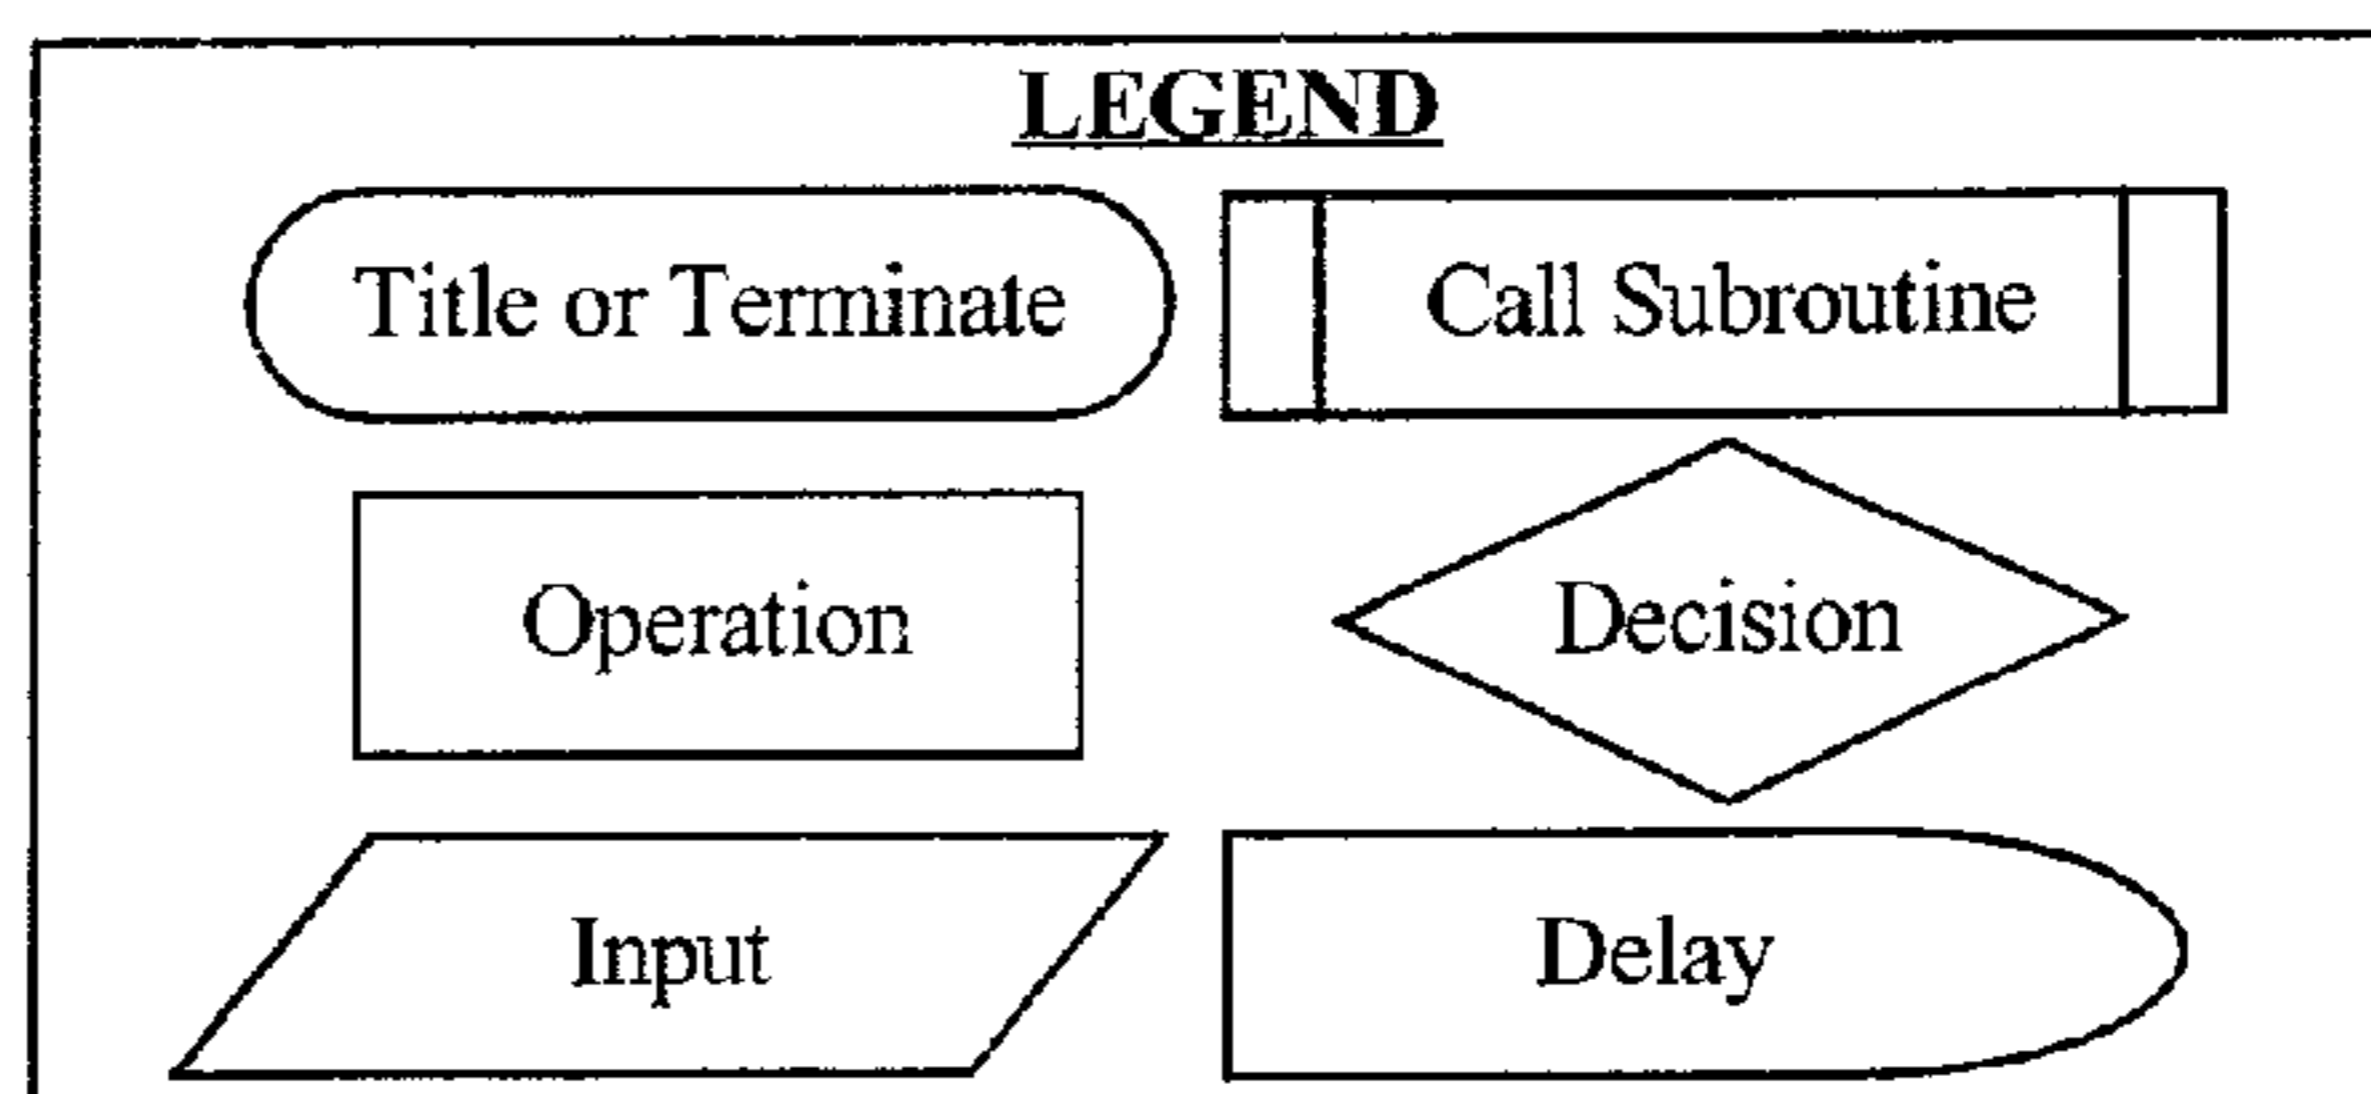 LEGEND
Title or Terminate
Call Subroutine
Operation
Decision
Input
Delay